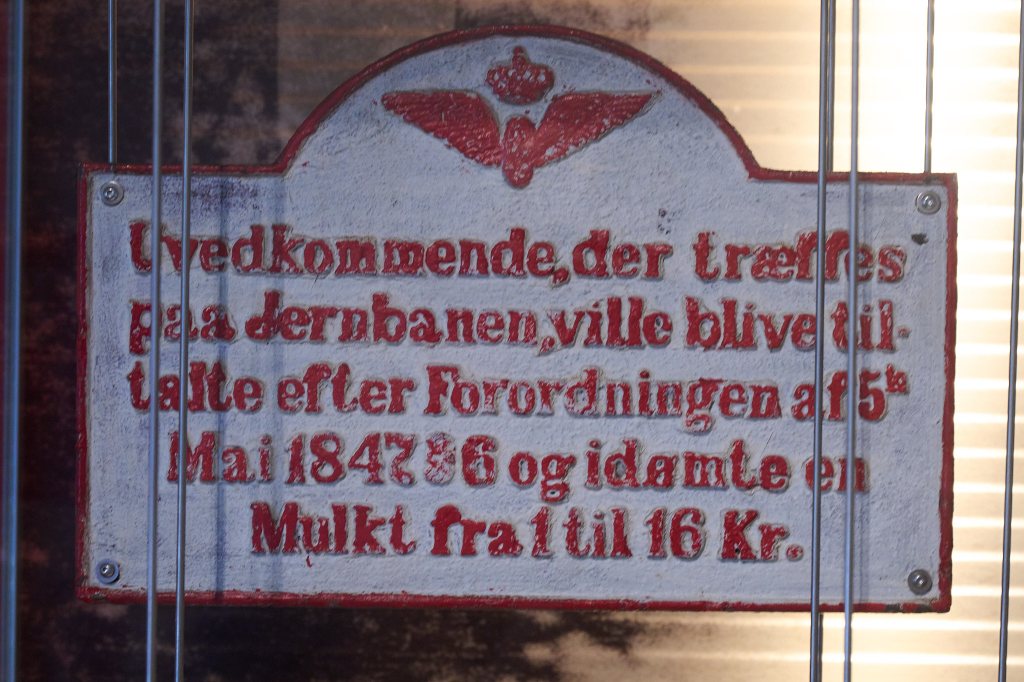 Uvedkommende, der træffes
paa Jernbanen, ville blive til-
talte efter Forordningen af 5te
Mai 1847 § 6 og idømte en
Mulkt fra 1 til 16 Kr.